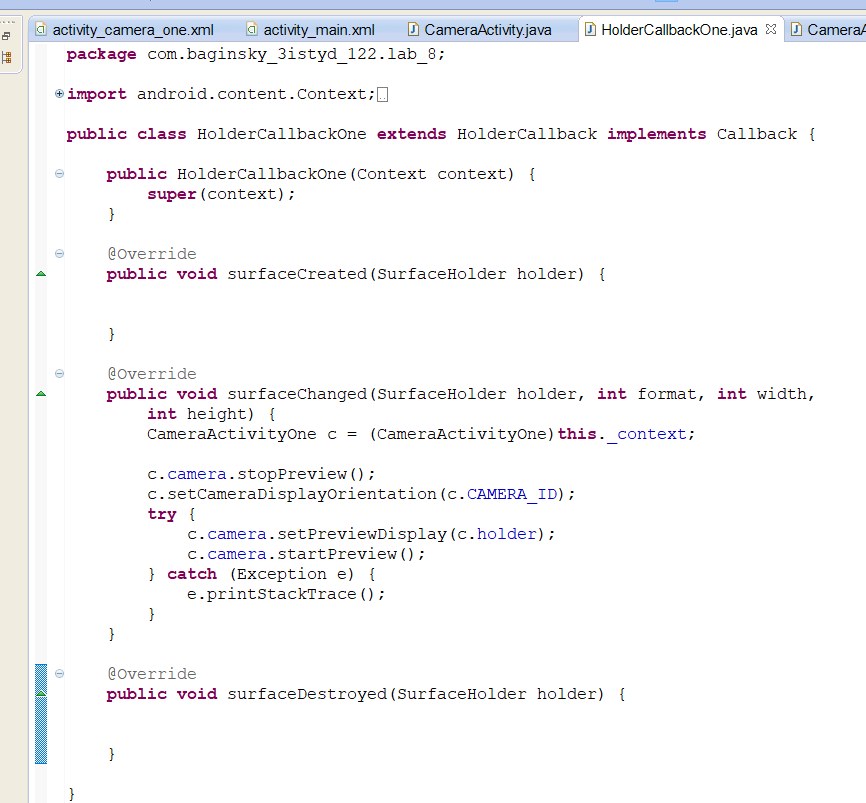 activity_camera_one.xml activity_main.xml CameraActivity.java HolderCallbackOne.java CameraA
package com.baginsky_3istyd_122.lab_8;
import android.content.Context;
public class HolderCallbackOne extends HolderCallback implements Callback {
public HolderCallbackOne(Context context) {
super(context);
}
@Override
public void surfaceCreated(SurfaceHolder holder) {
}
@Override
public void surfaceChanged(SurfaceHolder holder, int format, int width,
int height) {
CameraActivityOne c = (CameraActivityOne)this._context;
c.camera.stopPreview();
c.setCameraDisplayOrientation(c.CAMERA_ID);
try {
c.camera.setPreviewDisplay(c.holder);
c.camera.startPreview();
} catch (Exception e) {
e.printStackTrace();
}
}
@Override
public void surfaceDestroyed(SurfaceHolder holder) {
}
}